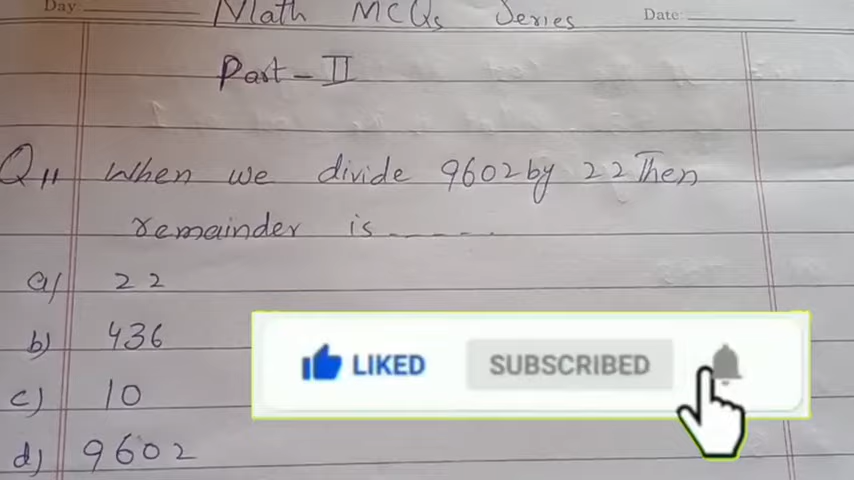 Day
Math MCQs Series
Date:
Part - II
Q11 When we divide 9602 by 22 Then
remainder is -----
a) 22
b) 436
c) 10
d) 9602
LIKED
SUBSCRIBED